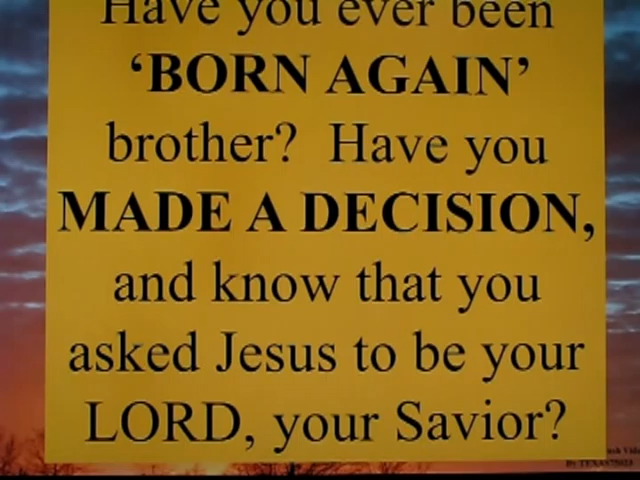 Have you ever been
‘BORN AGAIN’
brother? Have you
MADE A DECISION,
and know that you
asked Jesus to be your
LORD, your Savior?